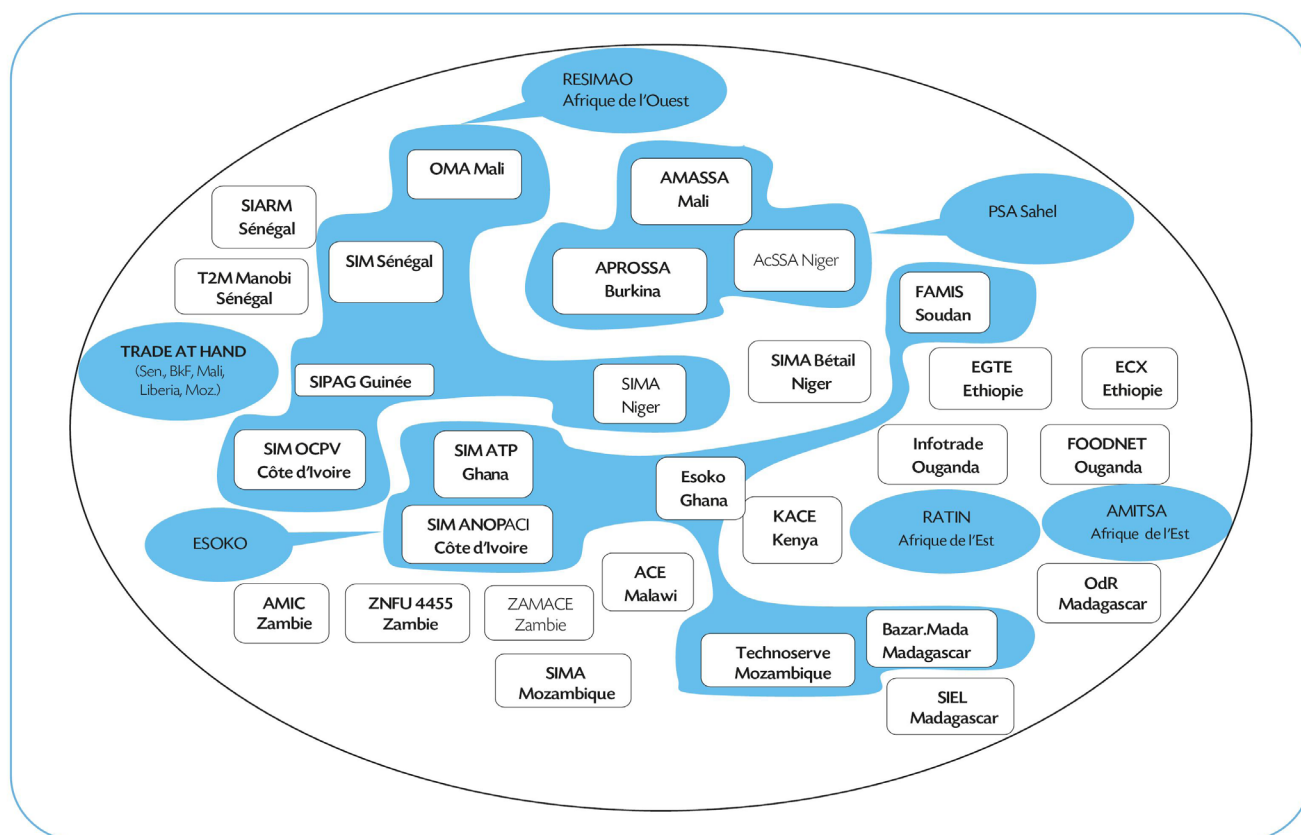 RESIMAO
Afrique de l'Ouest
OMA Mali
AMASSA
Mali
SIARM
Sénégal
PSA Sahel
SIM Sénégal
AcSSA Niger
T2M Manobi
Sénégal
APROSSA
Burkina
FAMIS
Soudan
TRADE AT HAND
(Sen., BkF, Mali,
Liberia, Moz.)
SIPAG Guinée
SIMA
Niger
SIMA Bétail
Niger
EGTE
Ethiopie
ECX
Ethiopie
SIM OCPV
Côte d'Ivoire
SIM ATP
Ghana
Esoko
Ghana
Infotrade
Ouganda
FOODNET
Ouganda
ESOKO
SIM ANOPACI
Côte d'Ivoire
KACE
Kenya
RATIN
Afrique de l'Est
AMITSA
Afrique de l'Est
ACE
Malawi
OdR
Madagascar
AMIC
Zambie
ZNFU 4455
Zambie
ZAMACE
Zambie
Technoserve
Mozambique
Bazar.Mada
Madagascar
SIMA
Mozambique
SIEL
Madagascar